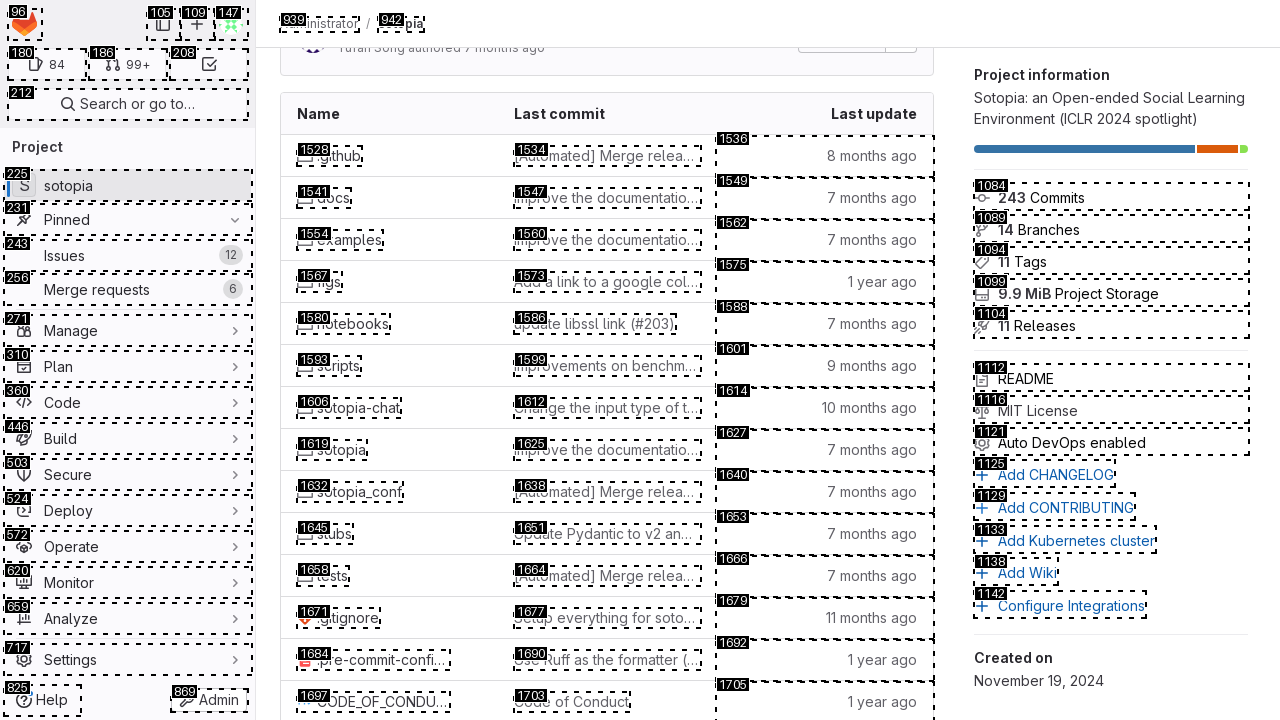 96
105
109
147
180
84
186
99+
208
212
Search or go to…
Project
225
S
sotopia
231
Pinned
243
Issues
12
256
Merge requests
6
271
Manage
310
Plan
360
Code
446
Build
503
Secure
524
Deploy
572
Operate
620
Monitor
659
Analyze
717
Settings
825
Help
869
Admin
939
Administrator
/
942
sotopia
Yufan Song authored 7 months ago
Name
Last commit
Last update
1528
.github
1534
[Automated] Merge relea…
1536
8 months ago
1541
docs
1547
Improve the documentatio…
1549
7 months ago
1554
examples
1560
Improve the documentatio…
1562
7 months ago
1567
figs
1573
Add a link to a google col…
1575
1 year ago
1580
notebooks
1586
update libssl link (#203)
1588
7 months ago
1593
scripts
1599
Improvements on benchm…
1601
9 months ago
1606
sotopia-chat
1612
Change the input type of t…
1614
10 months ago
1619
sotopia
1625
Improve the documentatio…
1627
7 months ago
1632
sotopia_conf
1638
[Automated] Merge relea…
1640
7 months ago
1645
stubs
1651
Update Pydantic to v2 an…
1653
7 months ago
1658
tests
1664
[Automated] Merge relea…
1666
7 months ago
1671
.gitignore
1677
Setup everything for soto…
1679
11 months ago
1684
.pre-commit-confi…
1690
Use Ruff as the formatter (…
1692
1 year ago
1697
CODE_OF_CONDU…
1703
Code of Conduct
1705
1 year ago
Project information
Sotopia: an Open-ended Social Learning
Environment (ICLR 2024 spotlight)
1084
243 Commits
1089
14 Branches
1094
11 Tags
1099
9.9 MiB Project Storage
1104
11 Releases
1112
README
1116
MIT License
1121
Auto DevOps enabled
1125
Add CHANGELOG
1129
Add CONTRIBUTING
1133
Add Kubernetes cluster
1138
Add Wiki
1142
Configure Integrations
Created on
November 19, 2024